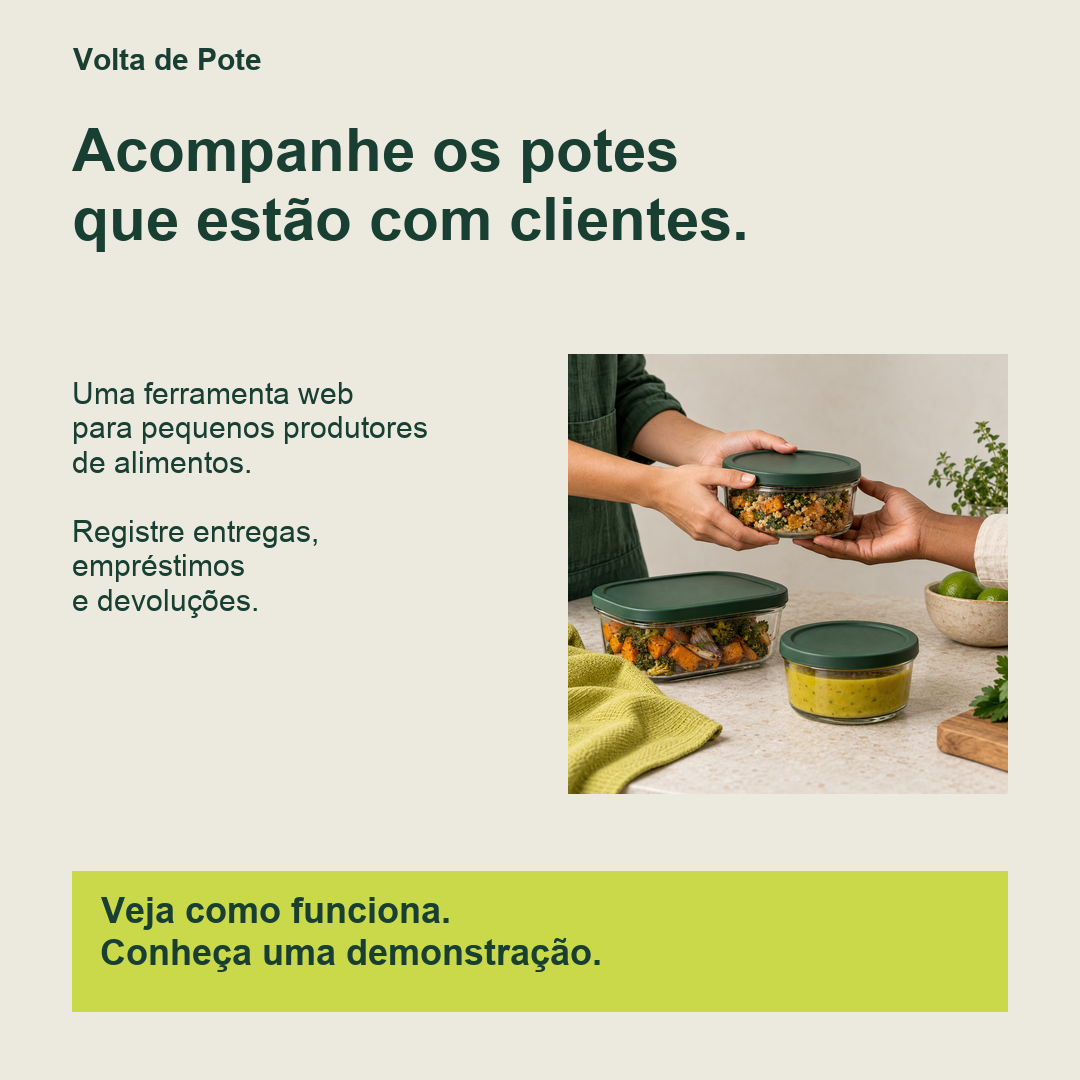 Volta de Pote
Acompanhe os potes
que estão com clientes.
Uma ferramenta web
para pequenos produtores
de alimentos.
Registre entregas,
empréstimos
e devoluções.
Veja como funciona.
Conheça uma demonstração.